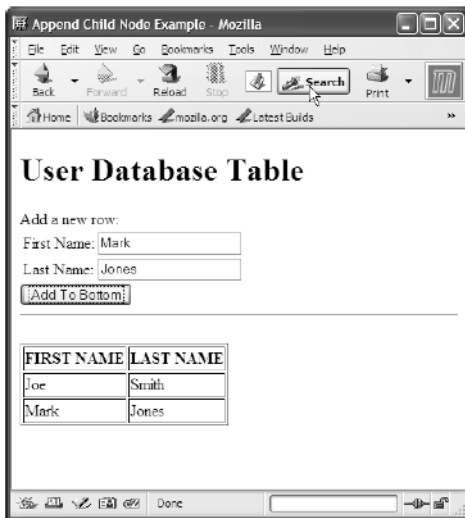 Append Child Node Example - Mozilla
File Edit View Go Bookmarks Tools Window Help
Back Forward Reload Stop Search Print
Home Bookmarks mozilla.org Latest Builds
User Database Table
Add a new row:
First Name: Mark
Last Name: Jones
Add To Bottom
FIRST NAME LAST NAME
Joe Smith
Mark Jones
Done